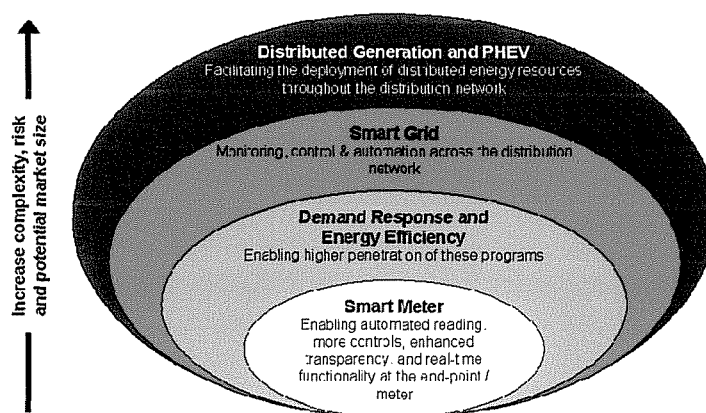 Increase complexity, risk
and potential market size
Distributed Generation and PHEV
Facilitating the deployment of distributed energy resources
throughout the distribution network
Smart Grid
Monitoring, control & automation across the distribution
network
Demand Response and
Energy Efficiency
Enabling higher penetration of these programs
Smart Meter
Enabling automated reading,
more controls, enhanced
transparency, and real-time
functionality at the end-point /
meter